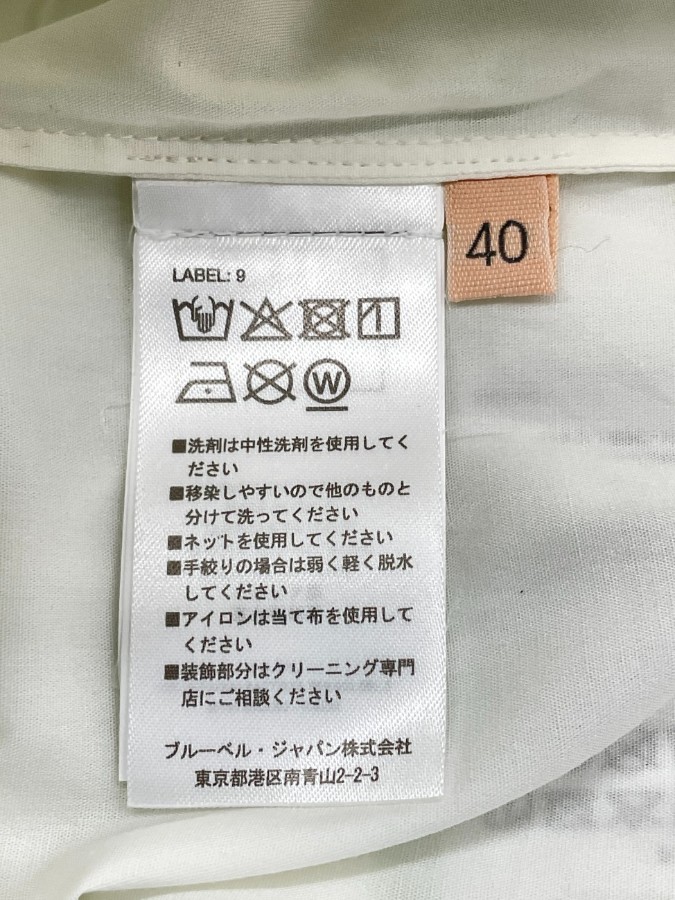 40
LABEL: 9
W
■洗剤は中性洗剤を使用してく
ださい
■移染しやすいので他のものと
分けて洗ってください
■ネットを使用してください
■手絞りの場合は弱く軽く脱水
してください
■アイロンは当て布を使用して
ください
■装飾部分はクリーニング専門
店にご相談ください
ブルーベル・ジャパン株式会社
東京都港区南青山2-2-3